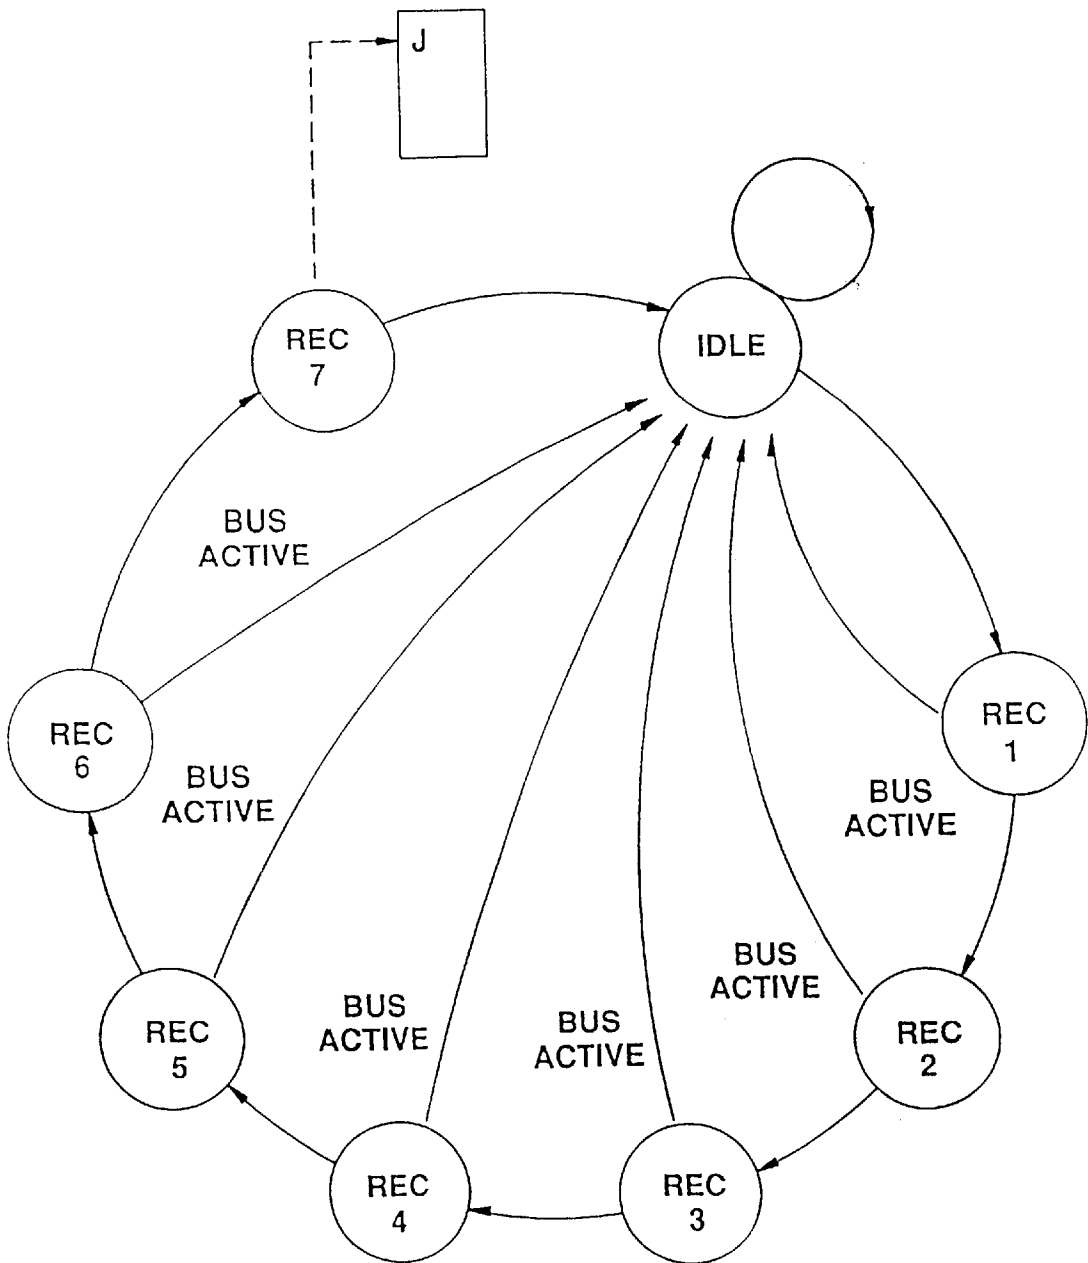 J
IDLE
REC
7
BUS
ACTIVE
REC
1
REC
6
BUS
ACTIVE
BUS
ACTIVE
BUS
ACTIVE
BUS
ACTIVE
BUS
ACTIVE
REC
5
REC
2
REC
4
REC
3